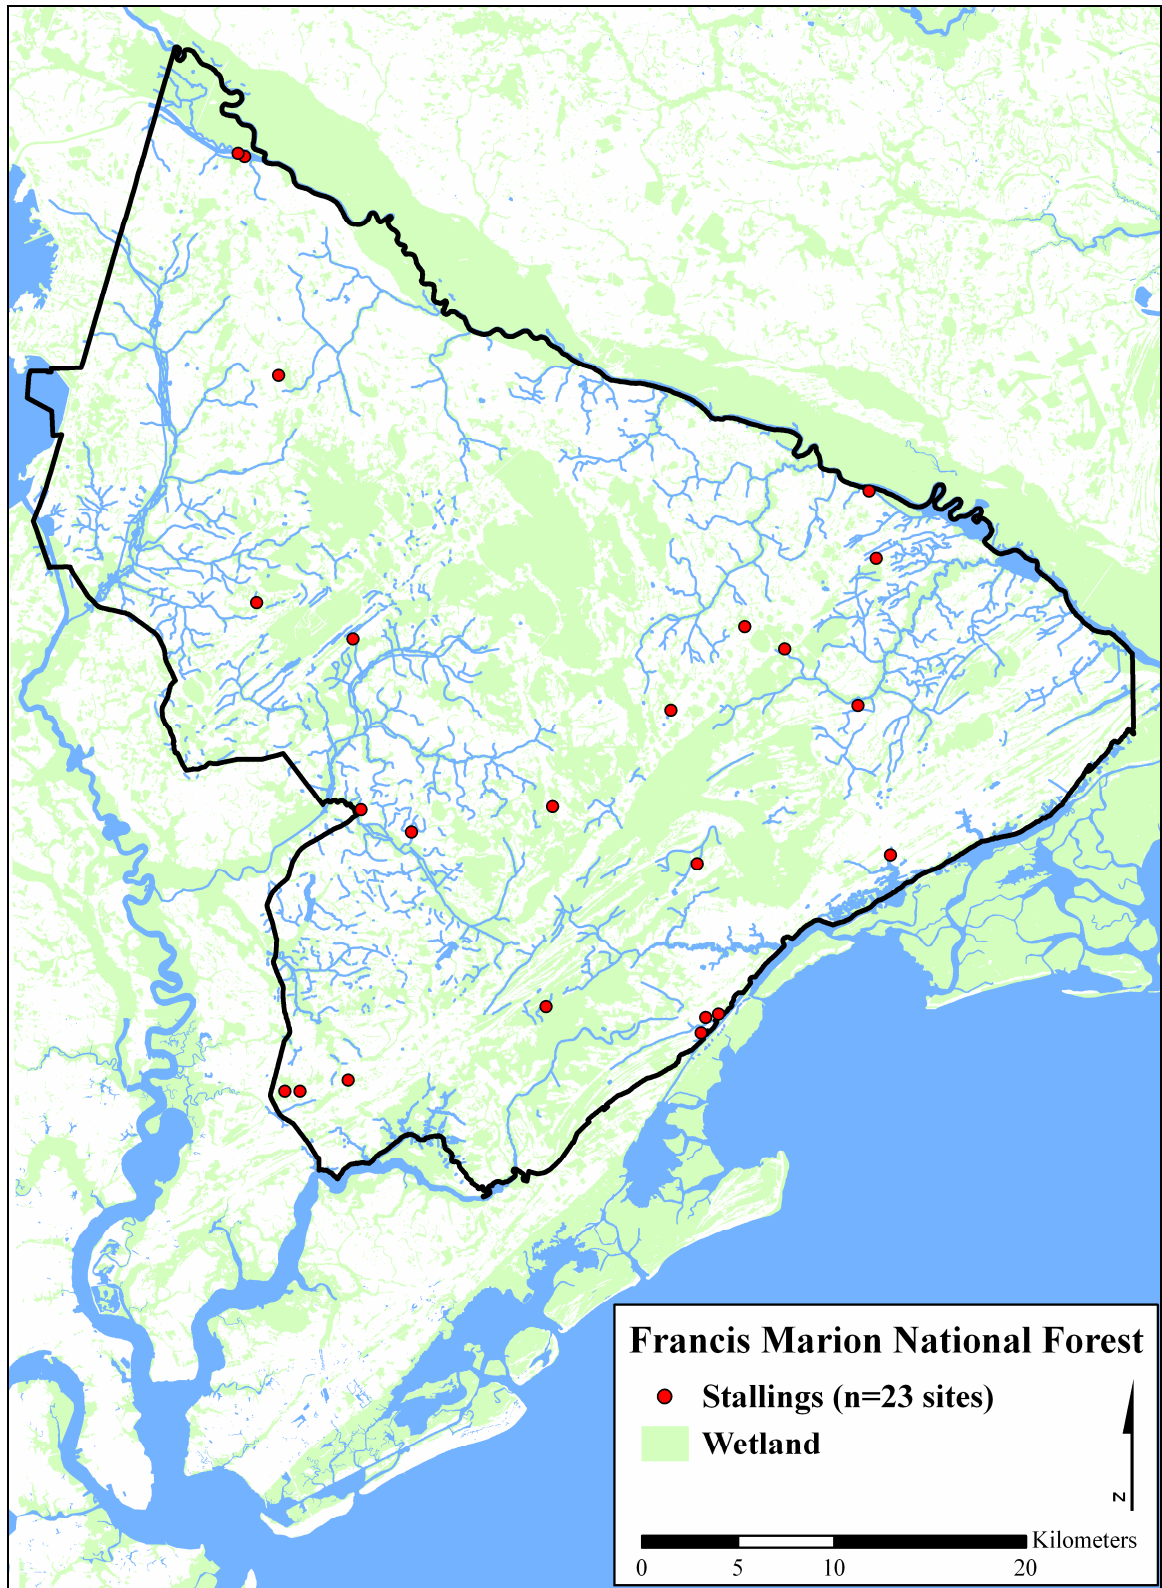 Francis Marion National Forest
Stallings (n=23 sites)
Wetland
N
Kilometers
0 5 10 20